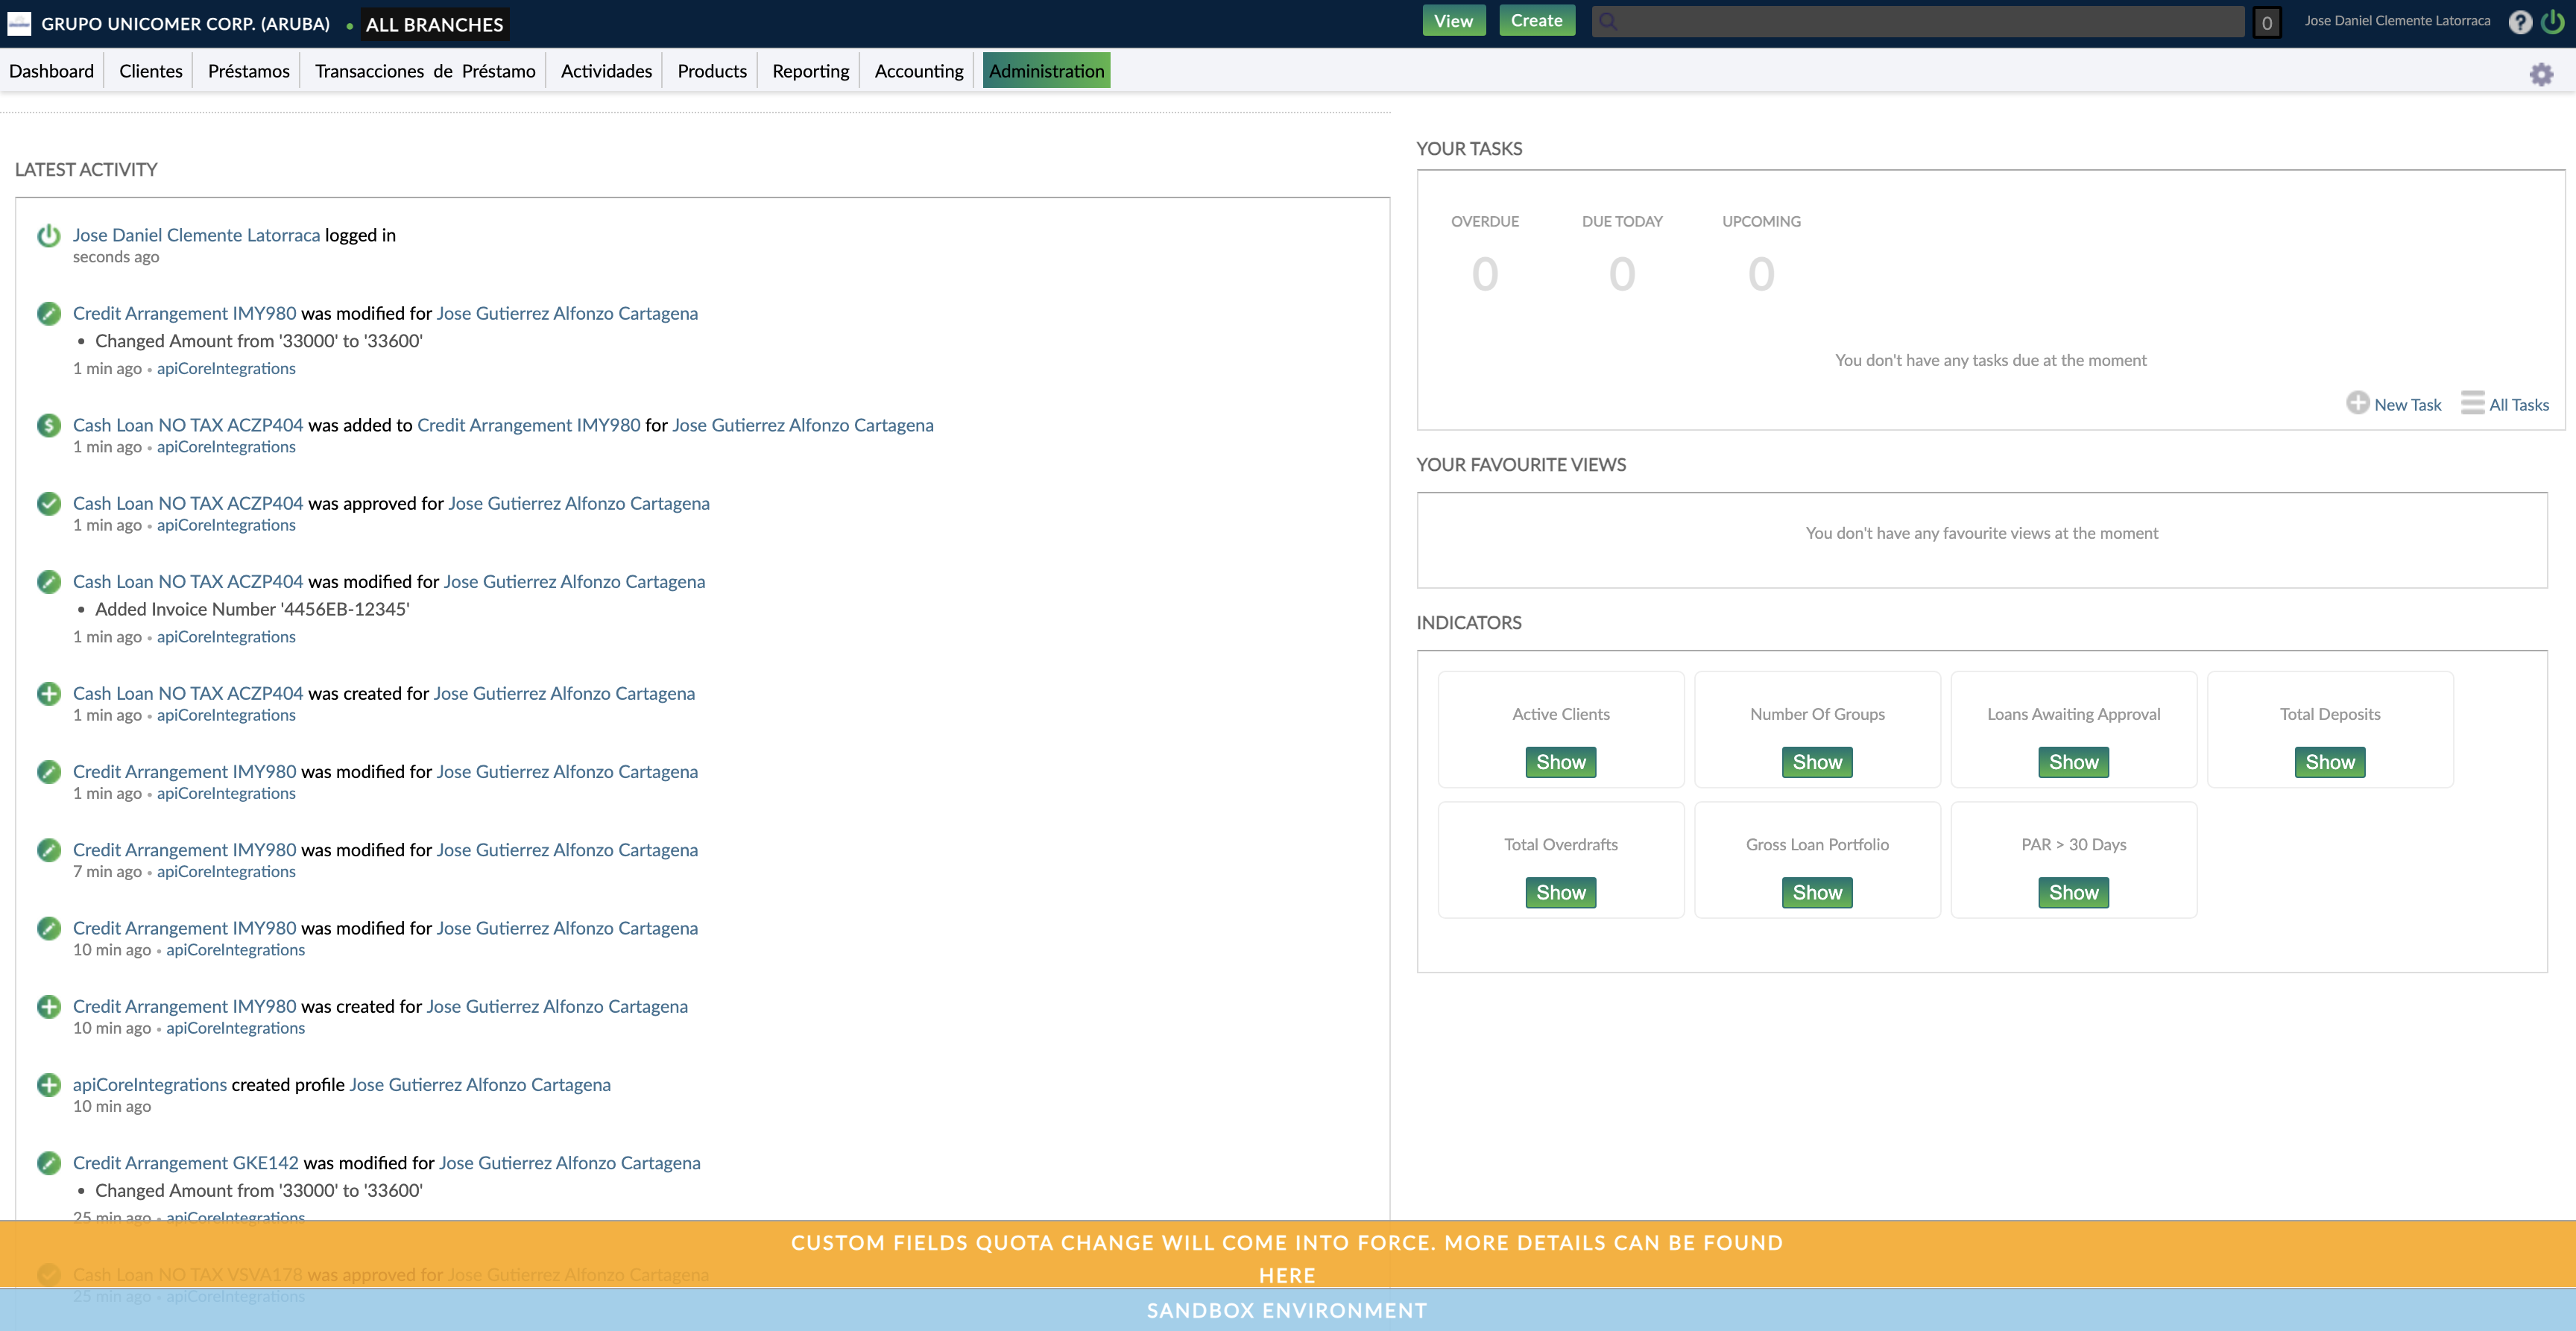 GRUPO UNICOMER CORP. (ARUBA) • ALL BRANCHES
View Create 0 Jose Daniel Clemente Latorraca ?
Dashboard Clientes Préstamos Transacciones de Préstamo Actividades Products Reporting Accounting Administration
LATEST ACTIVITY
Jose Daniel Clemente Latorraca logged in
seconds ago
Credit Arrangement IMY980 was modified for Jose Gutierrez Alfonzo Cartagena
• Changed Amount from '33000' to '33600'
1 min ago • apiCoreIntegrations
Cash Loan NO TAX ACZP404 was added to Credit Arrangement IMY980 for Jose Gutierrez Alfonzo Cartagena
1 min ago • apiCoreIntegrations
Cash Loan NO TAX ACZP404 was approved for Jose Gutierrez Alfonzo Cartagena
1 min ago • apiCoreIntegrations
Cash Loan NO TAX ACZP404 was modified for Jose Gutierrez Alfonzo Cartagena
• Added Invoice Number '4456EB-12345'
1 min ago • apiCoreIntegrations
Cash Loan NO TAX ACZP404 was created for Jose Gutierrez Alfonzo Cartagena
1 min ago • apiCoreIntegrations
Credit Arrangement IMY980 was modified for Jose Gutierrez Alfonzo Cartagena
1 min ago • apiCoreIntegrations
Credit Arrangement IMY980 was modified for Jose Gutierrez Alfonzo Cartagena
7 min ago • apiCoreIntegrations
Credit Arrangement IMY980 was modified for Jose Gutierrez Alfonzo Cartagena
10 min ago • apiCoreIntegrations
Credit Arrangement IMY980 was created for Jose Gutierrez Alfonzo Cartagena
10 min ago • apiCoreIntegrations
apiCoreIntegrations created profile Jose Gutierrez Alfonzo Cartagena
10 min ago
Credit Arrangement GKE142 was modified for Jose Gutierrez Alfonzo Cartagena
• Changed Amount from '33000' to '33600'
25 min ago • apiCoreIntegrations
Cash Loan NO TAX VSVA178 was approved for Jose Gutierrez Alfonzo Cartagena
25 min ago • apiCoreIntegrations
YOUR TASKS
OVERDUE DUE TODAY UPCOMING
0 0 0
You don't have any tasks due at the moment
New Task All Tasks
YOUR FAVOURITE VIEWS
You don't have any favourite views at the moment
INDICATORS
Active Clients Number Of Groups Loans Awaiting Approval Total Deposits
Show Show Show Show
Total Overdrafts Gross Loan Portfolio PAR > 30 Days
Show Show Show
CUSTOM FIELDS QUOTA CHANGE WILL COME INTO FORCE. MORE DETAILS CAN BE FOUND
HERE
SANDBOX ENVIRONMENT